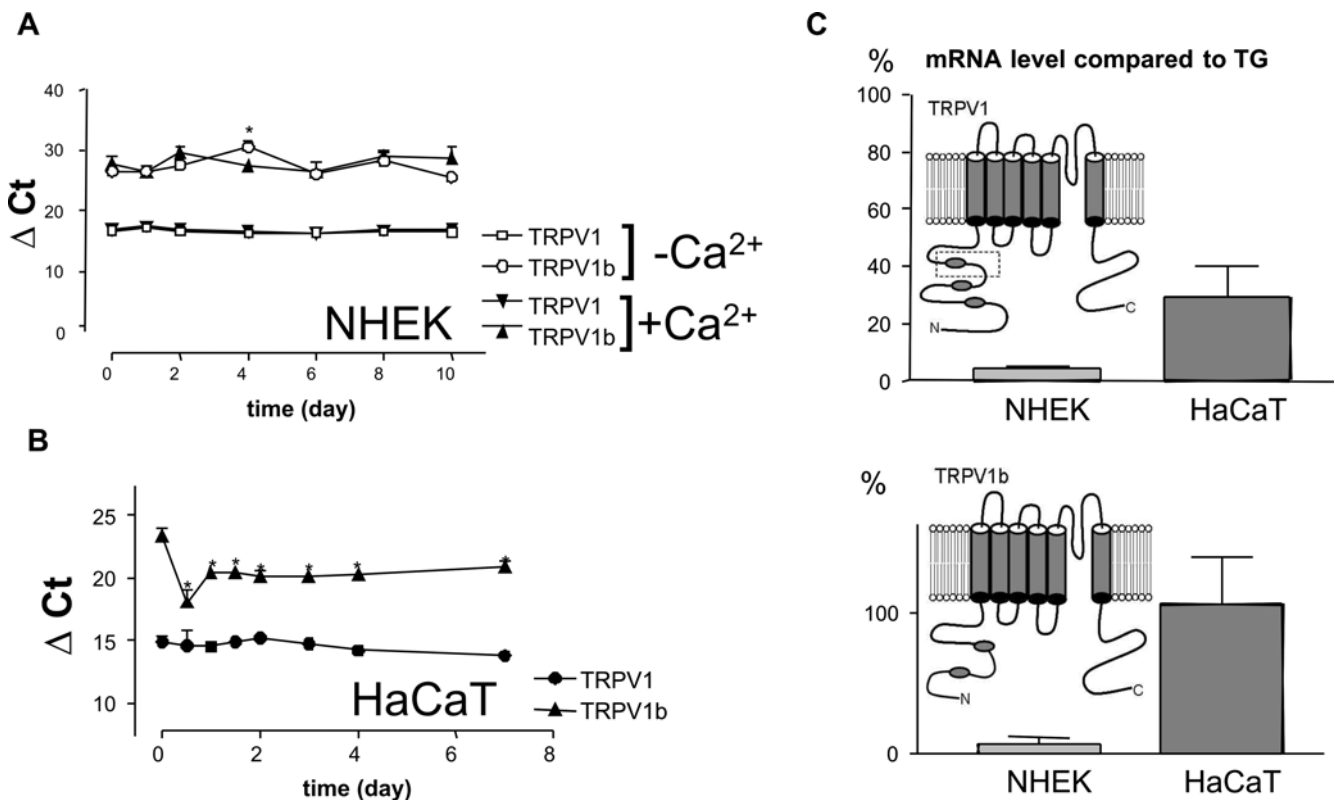 A
40
30
20
10
0
Δ Ct
TRPV1
TRPV1b
] -Ca²⁺
TRPV1
TRPV1b
] +Ca²⁺
NHEK
0 2 4 6 8 10
time (day)
*
B
25
20
15
10
Δ Ct
* * * * * * *
TRPV1
TRPV1b
HaCaT
0 2 4 6 8
time (day)
C
% mRNA level compared to TG
100
80
60
40
20
0
TRPV1
N
C
NHEK HaCaT
%
100
0
TRPV1b
N
C
NHEK HaCaT